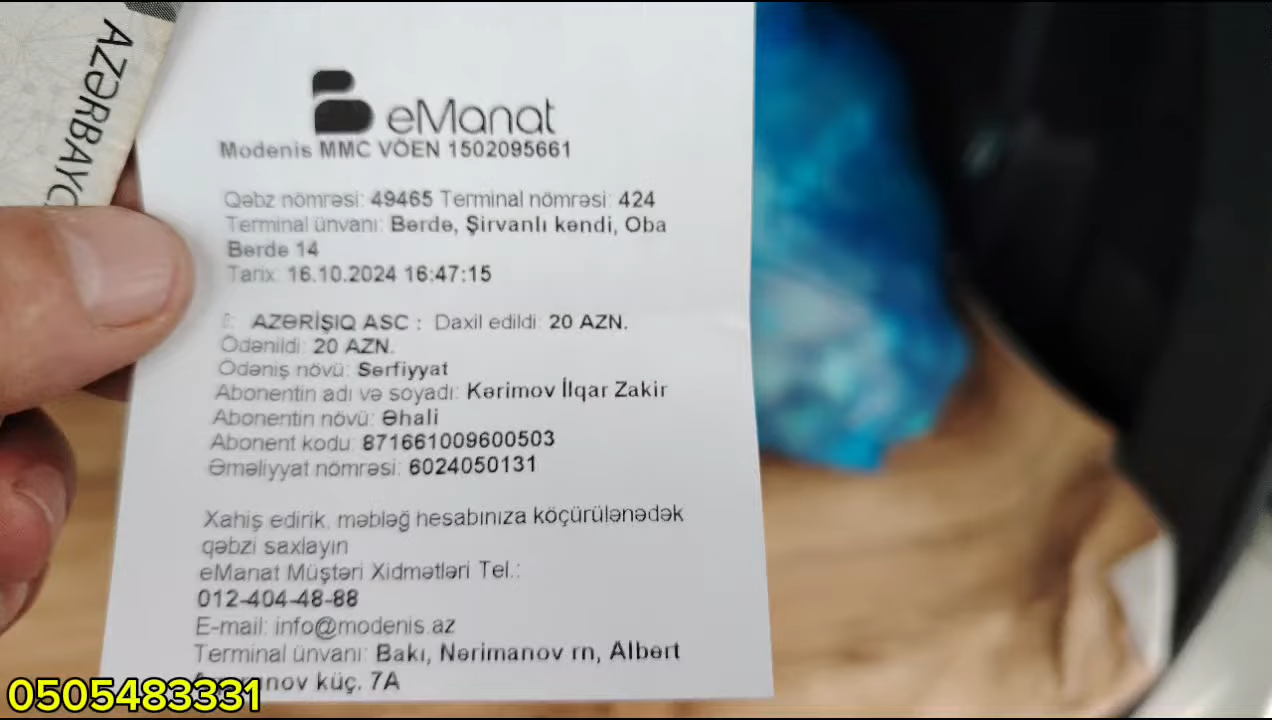 AZƏRBAYC
eManat
Modenis MMC VÖEN 1502095661
Qəbz nömrəsi: 49465 Terminal nömrəsi: 424
Terminal ünvanı: Bərdə, Şirvanlı kəndi, Oba
Bərdə 14
Tarix: 16.10.2024 16:47:15
AZƏRİŞIQ ASC : Daxil edildi: 20 AZN.
Ödənildi: 20 AZN.
Ödəniş növü: Sərfiyyat
Abonentin adı və soyadı: Kərimov İlqar Zakir
Abonentin növü: Əhali
Abonent kodu: 871661009600503
Əməliyyat nömrəsi: 6024050131
Xahiş edirik, məbləğ hesabınıza köçürülənədək
qəbzi saxlayın
eManat Müştəri Xidmətləri Tel.:
012-404-48-88
E-mail: info@modenis.az
Terminal ünvanı: Bakı, Nərimanov rn, Albert
küç. 7A
0505483331